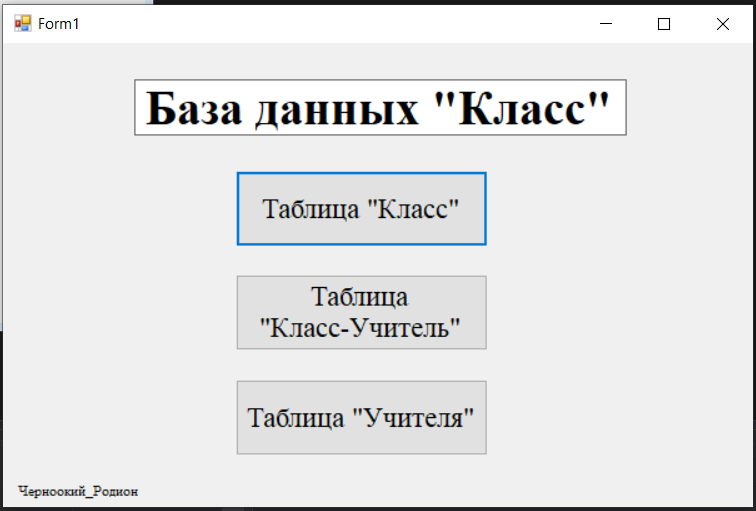 Form1
База данных "Класс"
Таблица "Класс"
Таблица
"Класс-Учитель"
Таблица "Учителя"
Черноокий_Родион